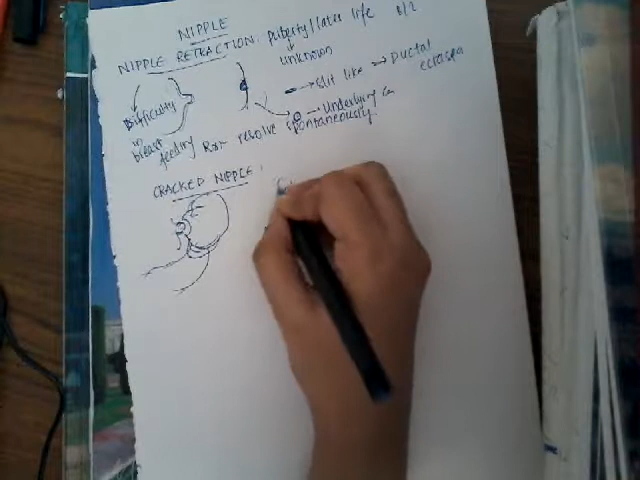 NIPPLE
NIPPLE RETRACTION: puberty/later life
unknown
→ slit like → Ductal
ectasia
Difficulty
in
breast
feeding
→ Underlying Ca
resolve spontaneously.
CRACKED NIPPLE: